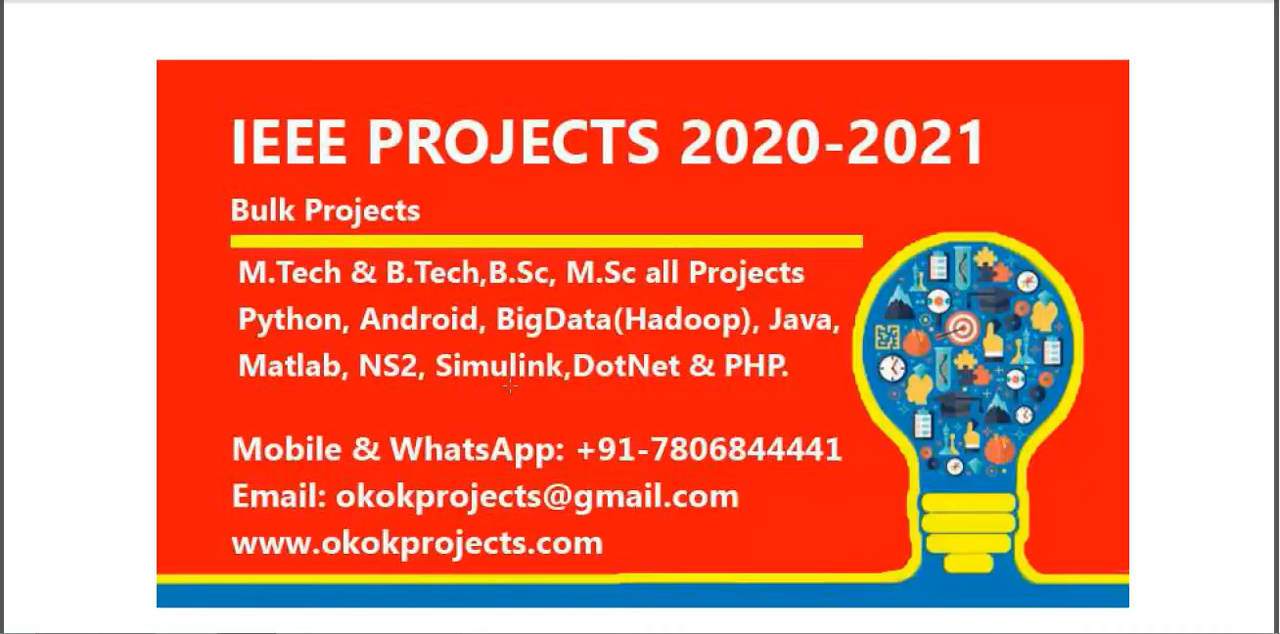 IEEE PROJECTS 2020-2021
Bulk Projects
M.Tech & B.Tech,B.Sc, M.Sc all Projects
Python, Android, BigData(Hadoop), Java,
Matlab, NS2, Simulink,DotNet & PHP.
Mobile & WhatsApp: +91-7806844441
Email: okokprojects@gmail.com
www.okokprojects.com